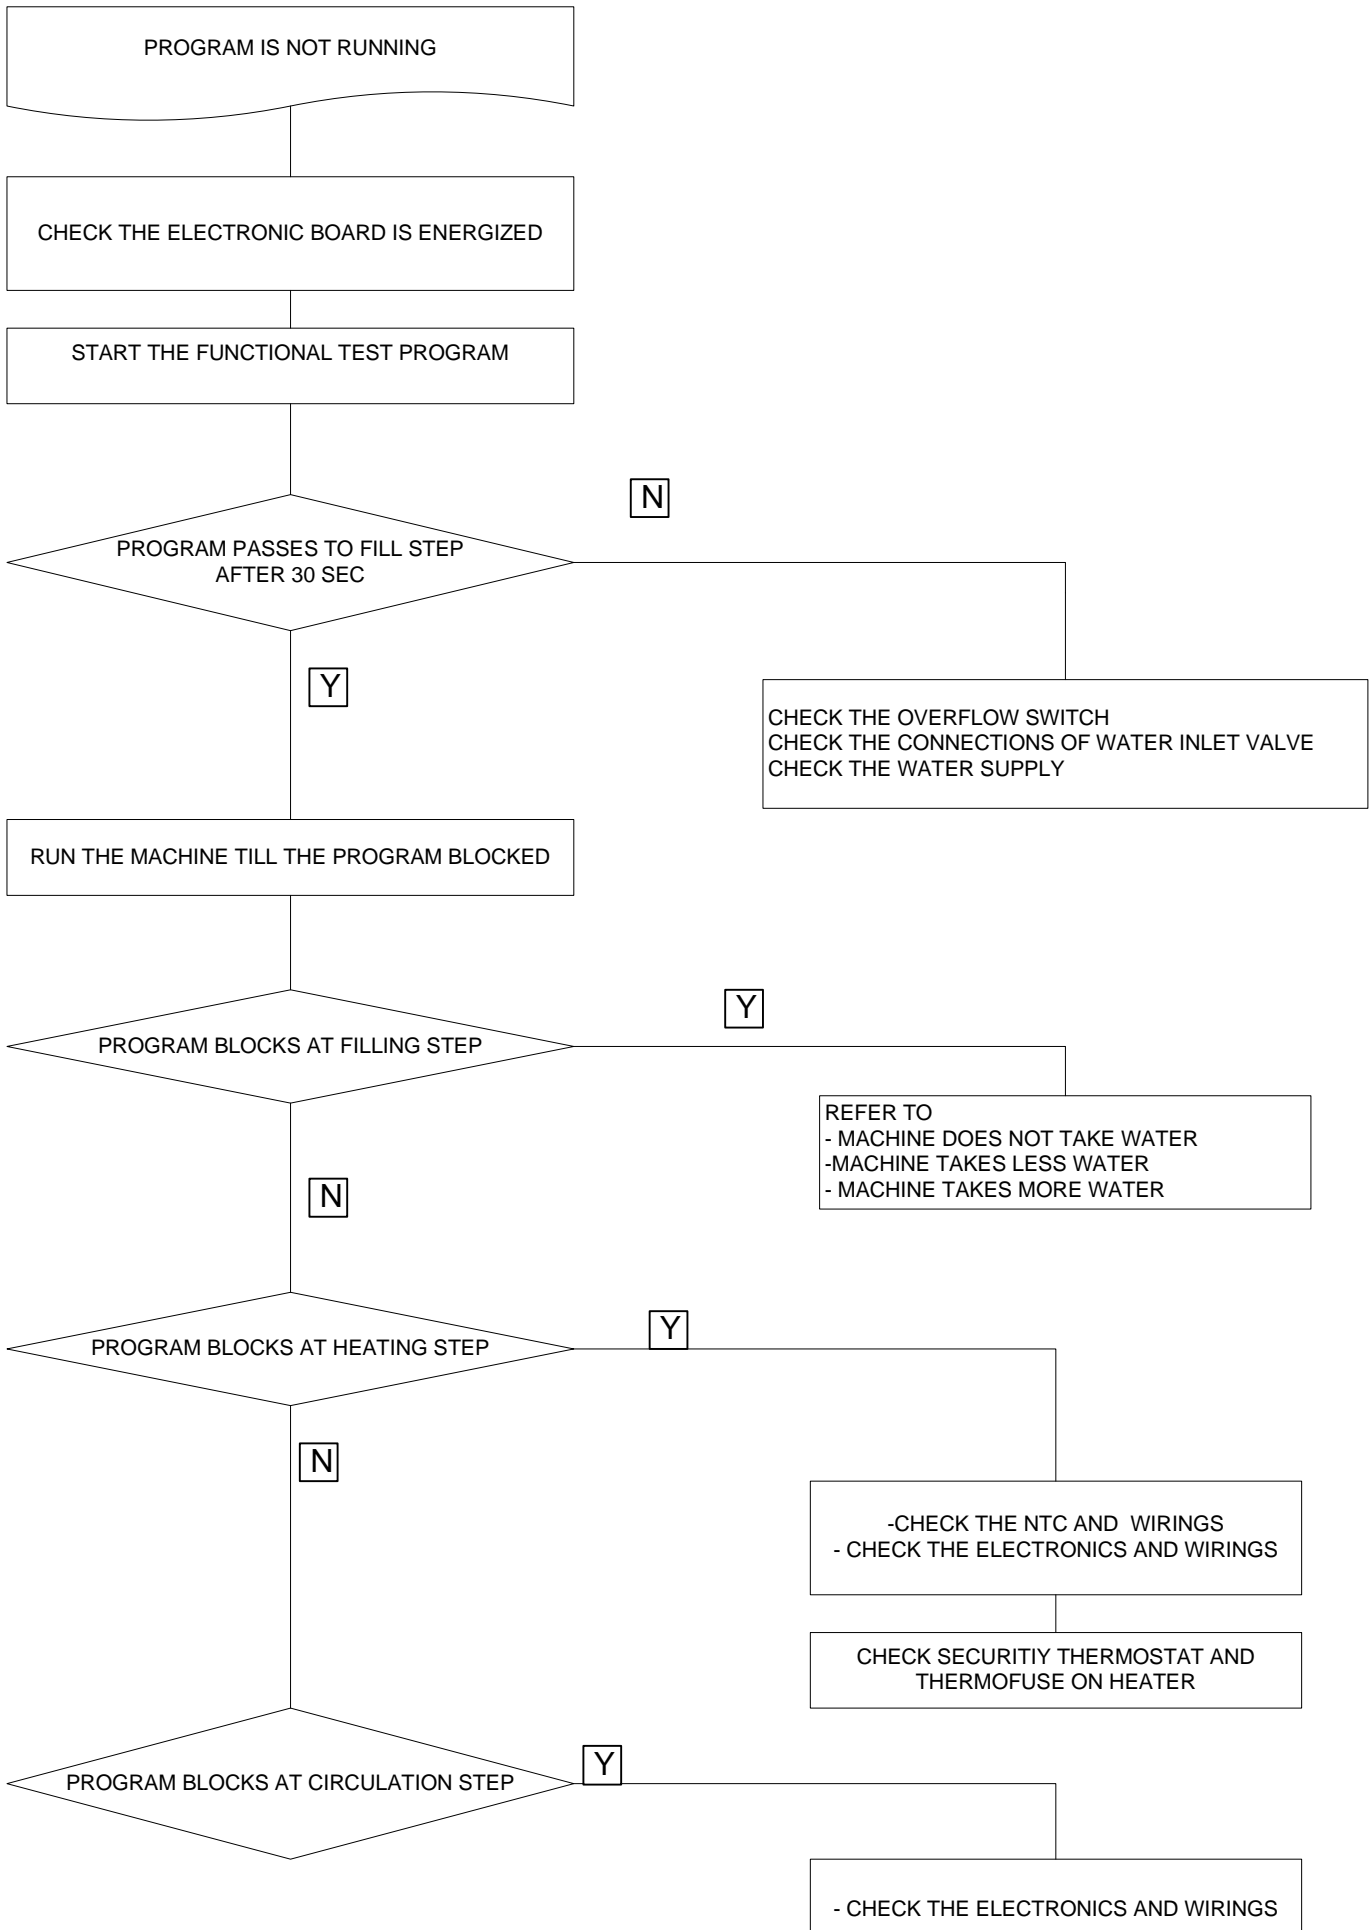 PROGRAM IS NOT RUNNING
CHECK THE ELECTRONIC BOARD IS ENERGIZED
START THE FUNCTIONAL TEST PROGRAM
N
PROGRAM PASSES TO FILL STEP
AFTER 30 SEC
Y
CHECK THE OVERFLOW SWITCH
CHECK THE CONNECTIONS OF WATER INLET VALVE
CHECK THE WATER SUPPLY
RUN THE MACHINE TILL THE PROGRAM BLOCKED
Y
PROGRAM BLOCKS AT FILLING STEP
REFER TO
- MACHINE DOES NOT TAKE WATER
-MACHINE TAKES LESS WATER
- MACHINE TAKES MORE WATER
N
Y
PROGRAM BLOCKS AT HEATING STEP
N
-CHECK THE NTC AND  WIRINGS
- CHECK THE ELECTRONICS AND WIRINGS
CHECK SECURITIY THERMOSTAT AND
THERMOFUSE ON HEATER
Y
PROGRAM BLOCKS AT CIRCULATION STEP
- CHECK THE ELECTRONICS AND WIRINGS